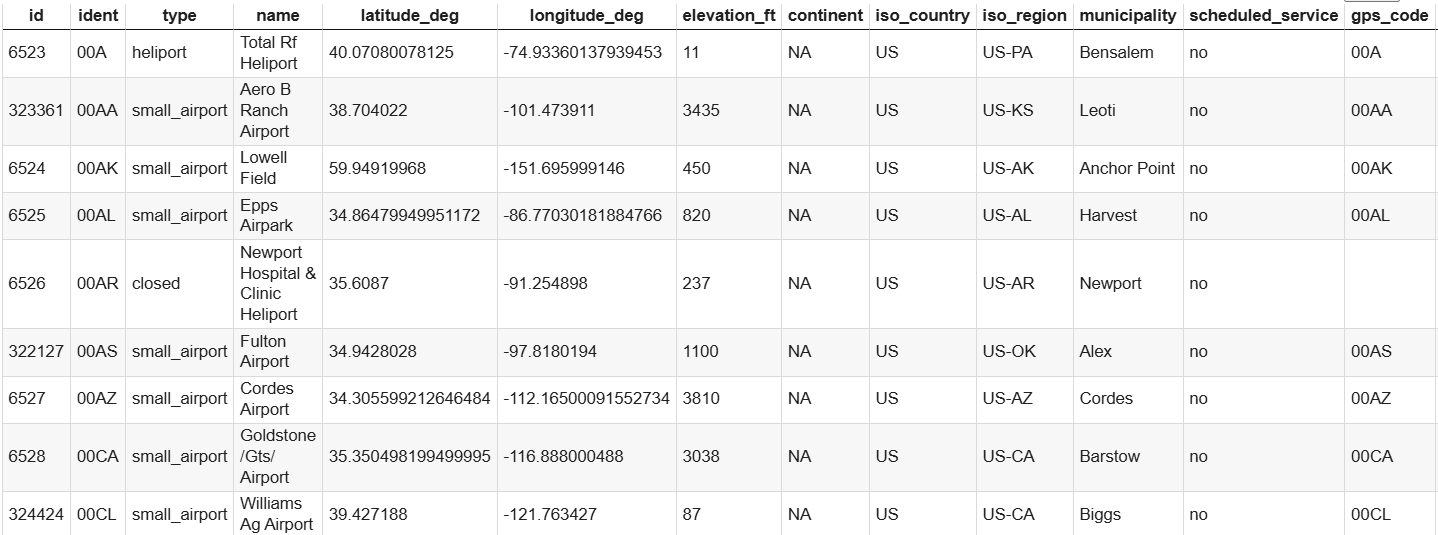 id ident type name latitude_deg longitude_deg elevation_ft continent iso_country iso_region municipality scheduled_service gps_code
6523 00A heliport Total Rf Heliport 40.07080078125 -74.93360137939453 11 NA US US-PA Bensalem no 00A
323361 00AA small_airport Aero B Ranch Airport 38.704022 -101.473911 3435 NA US US-KS Leoti no 00AA
6524 00AK small_airport Lowell Field 59.94919968 -151.695999146 450 NA US US-AK Anchor Point no 00AK
6525 00AL small_airport Epps Airpark 34.86479949951172 -86.77030181884766 820 NA US US-AL Harvest no 00AL
6526 00AR closed Newport Hospital & Clinic Heliport 35.6087 -91.254898 237 NA US US-AR Newport no
322127 00AS small_airport Fulton Airport 34.9428028 -97.8180194 1100 NA US US-OK Alex no 00AS
6527 00AZ small_airport Cordes Airport 34.305599212646484 -112.16500091552734 3810 NA US US-AZ Cordes no 00AZ
6528 00CA small_airport Goldstone /Gts/ Airport 35.350498199499995 -116.888000488 3038 NA US US-CA Barstow no 00CA
324424 00CL small_airport Williams Ag Airport 39.427188 -121.763427 87 NA US US-CA Biggs no 00CL